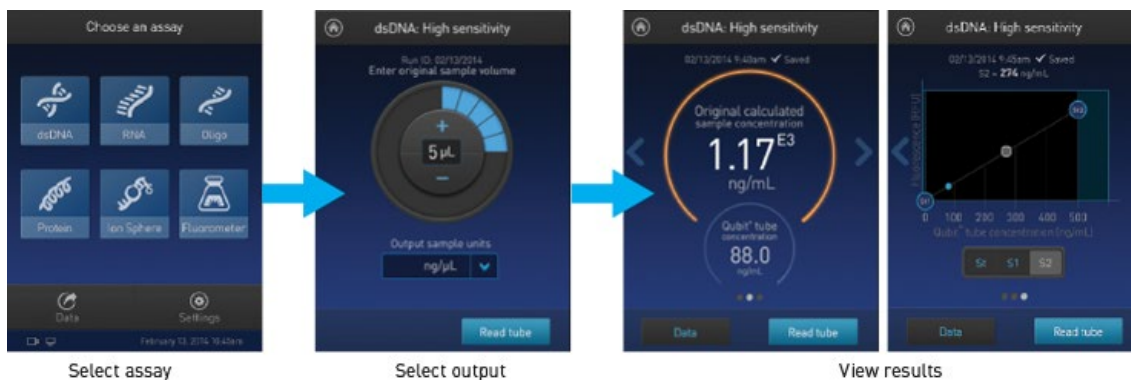 Choose an assay
dsDNA
RNA
Oligo
Protein
Ion Sphere
Fluorometer
Data
Settings
February 13, 2014 10:40am
Select assay
dsDNA: High sensitivity
Run ID: 02/13/2014
Enter original sample volume
+
5 µL
−
Output sample units
ng/µL
Read tube
Select output
dsDNA: High sensitivity
02/13/2014 9:40am ✓ Saved
Original calculated
sample concentration
1.17E3
ng/mL
Qubit® tube
concentration
88.0
ng/mL
Data
Read tube
dsDNA: High sensitivity
02/13/2014 9:45am ✓ Saved
S2 = 274 ng/mL
0 100 200 300 400 500
Qubit® tube concentration (ng/mL)
St S1 S2
Data
Read tube
View results